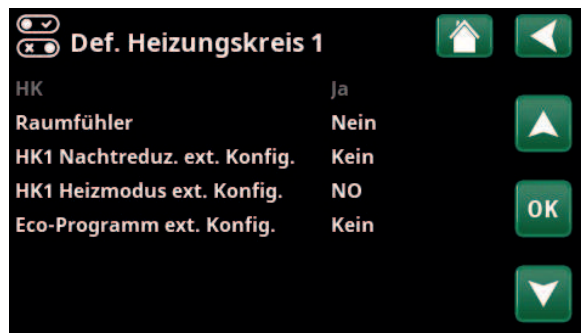 Def. Heizungskreis 1
HK Ja
Raumfühler Nein
HK1 Nachtreduz. ext. Konfig. Kein
HK1 Heizmodus ext. Konfig. NO
Eco-Programm ext. Konfig. Kein
OK